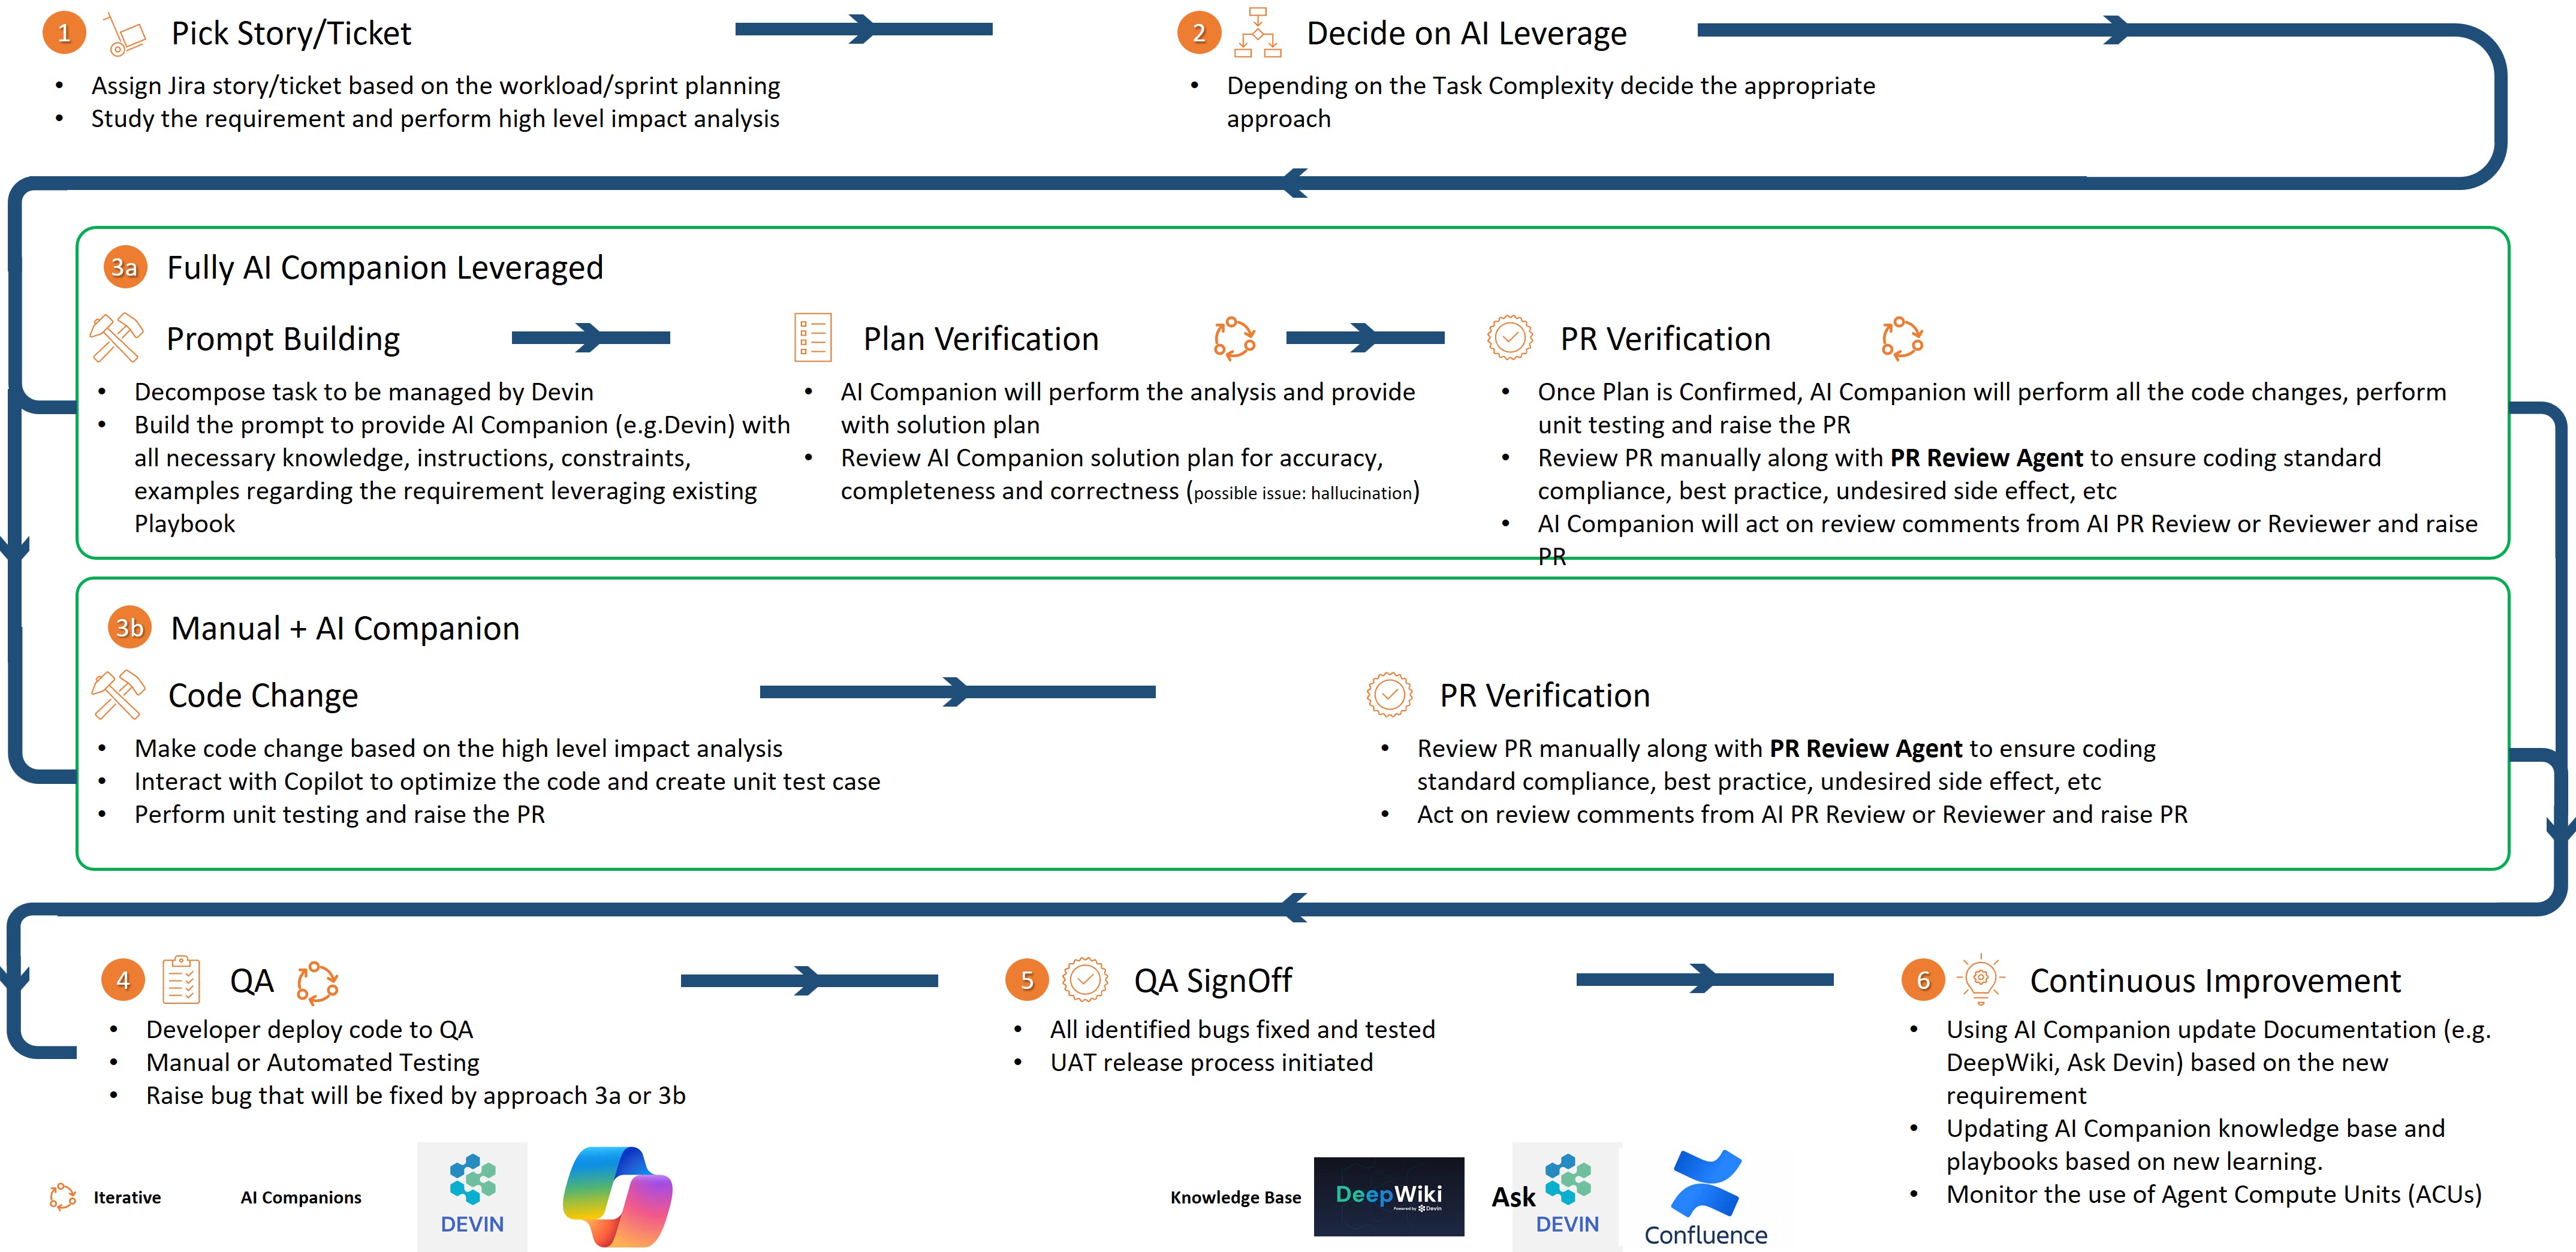 1 Pick Story/Ticket
• Assign Jira story/ticket based on the workload/sprint planning
• Study the requirement and perform high level impact analysis
2 Decide on AI Leverage
• Depending on the Task Complexity decide the appropriate
approach
3a Fully AI Companion Leveraged
Prompt Building
• Decompose task to be managed by Devin
• Build the prompt to provide AI Companion (e.g.Devin) with
all necessary knowledge, instructions, constraints,
examples regarding the requirement leveraging existing
Playbook
Plan Verification
• AI Companion will perform the analysis and provide
with solution plan
• Review AI Companion solution plan for accuracy,
completeness and correctness (possible issue: hallucination)
PR Verification
• Once Plan is Confirmed, AI Companion will perform all the code changes, perform
unit testing and raise the PR
• Review PR manually along with PR Review Agent to ensure coding standard
compliance, best practice, undesired side effect, etc
• AI Companion will act on review comments from AI PR Review or Reviewer and raise
PR
3b Manual + AI Companion
Code Change
• Make code change based on the high level impact analysis
• Interact with Copilot to optimize the code and create unit test case
• Perform unit testing and raise the PR
PR Verification
• Review PR manually along with PR Review Agent to ensure coding
standard compliance, best practice, undesired side effect, etc
• Act on review comments from AI PR Review or Reviewer and raise PR
4 QA
• Developer deploy code to QA
• Manual or Automated Testing
• Raise bug that will be fixed by approach 3a or 3b
5 QA SignOff
• All identified bugs fixed and tested
• UAT release process initiated
6 Continuous Improvement
• Using AI Companion update Documentation (e.g.
DeepWiki, Ask Devin) based on the new
requirement
• Updating AI Companion knowledge base and
playbooks based on new learning.
• Monitor the use of Agent Compute Units (ACUs)
Iterative
AI Companions
DEVIN
Knowledge Base
DeepWiki
Powered by Devin
Ask
DEVIN
Confluence